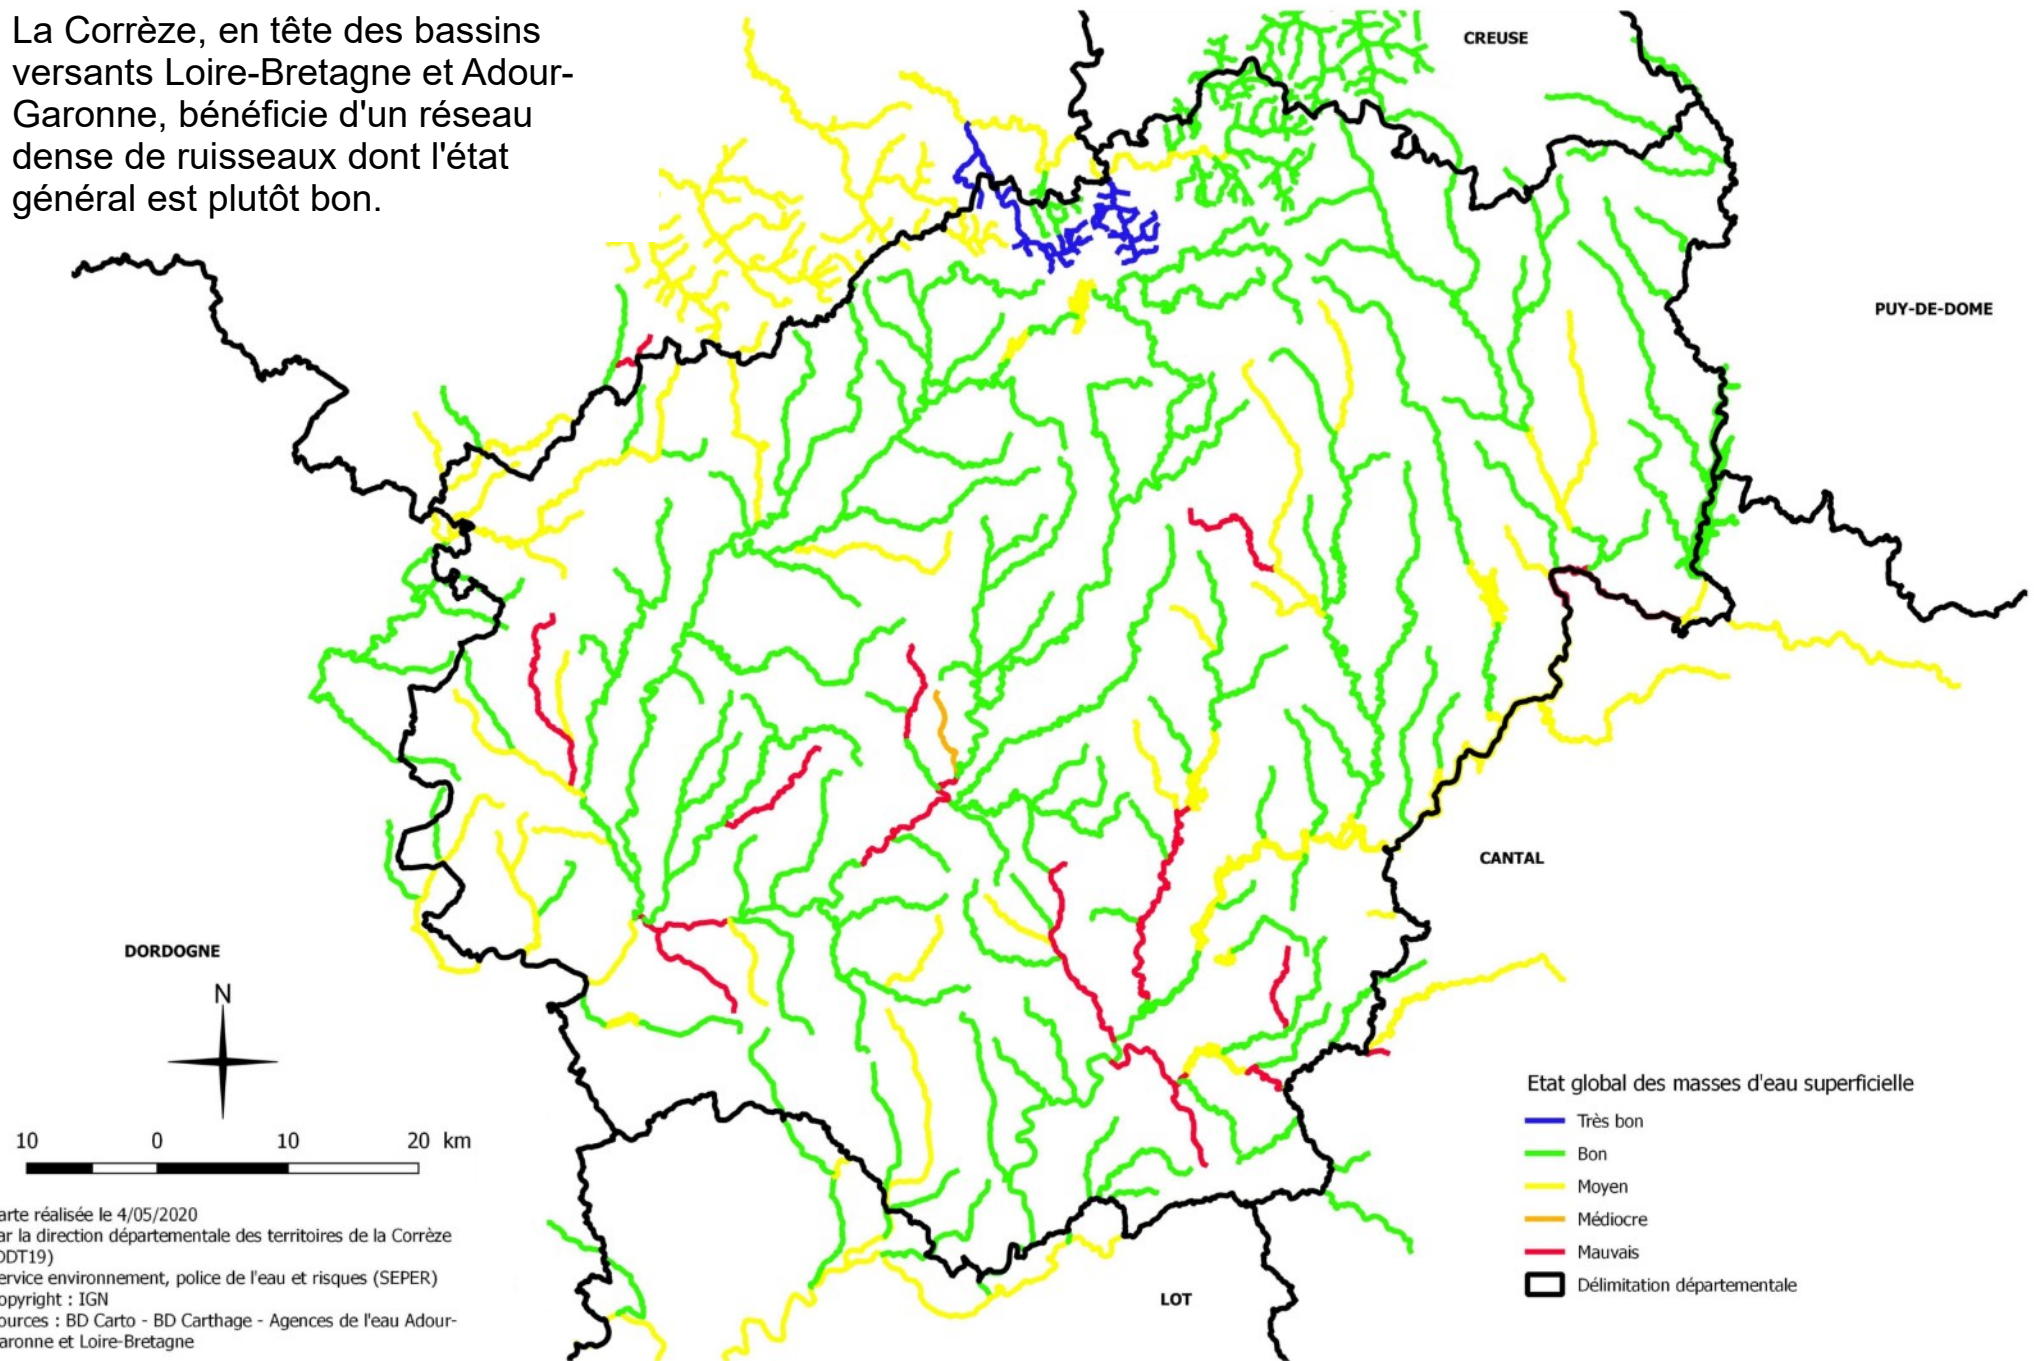 La Corrèze, en tête des bassins
versants Loire-Bretagne et Adour-
Garonne, bénéficie d'un réseau
dense de ruisseaux dont l'état
général est plutôt bon.
CREUSE
PUY-DE-DOME
CANTAL
DORDOGNE
N
10 0 10 20 km
arte réalisée le 4/05/2020
ar la direction départementale des territoires de la Corrèze
DDT19)
ervice environnement, police de l'eau et risques (SEPER)
opyright : IGN
ources : BD Carto - BD Carthage - Agences de l'eau Adour-
aronne et Loire-Bretagne
LOT
Etat global des masses d'eau superficielle
Très bon
Bon
Moyen
Médiocre
Mauvais
Délimitation départementale